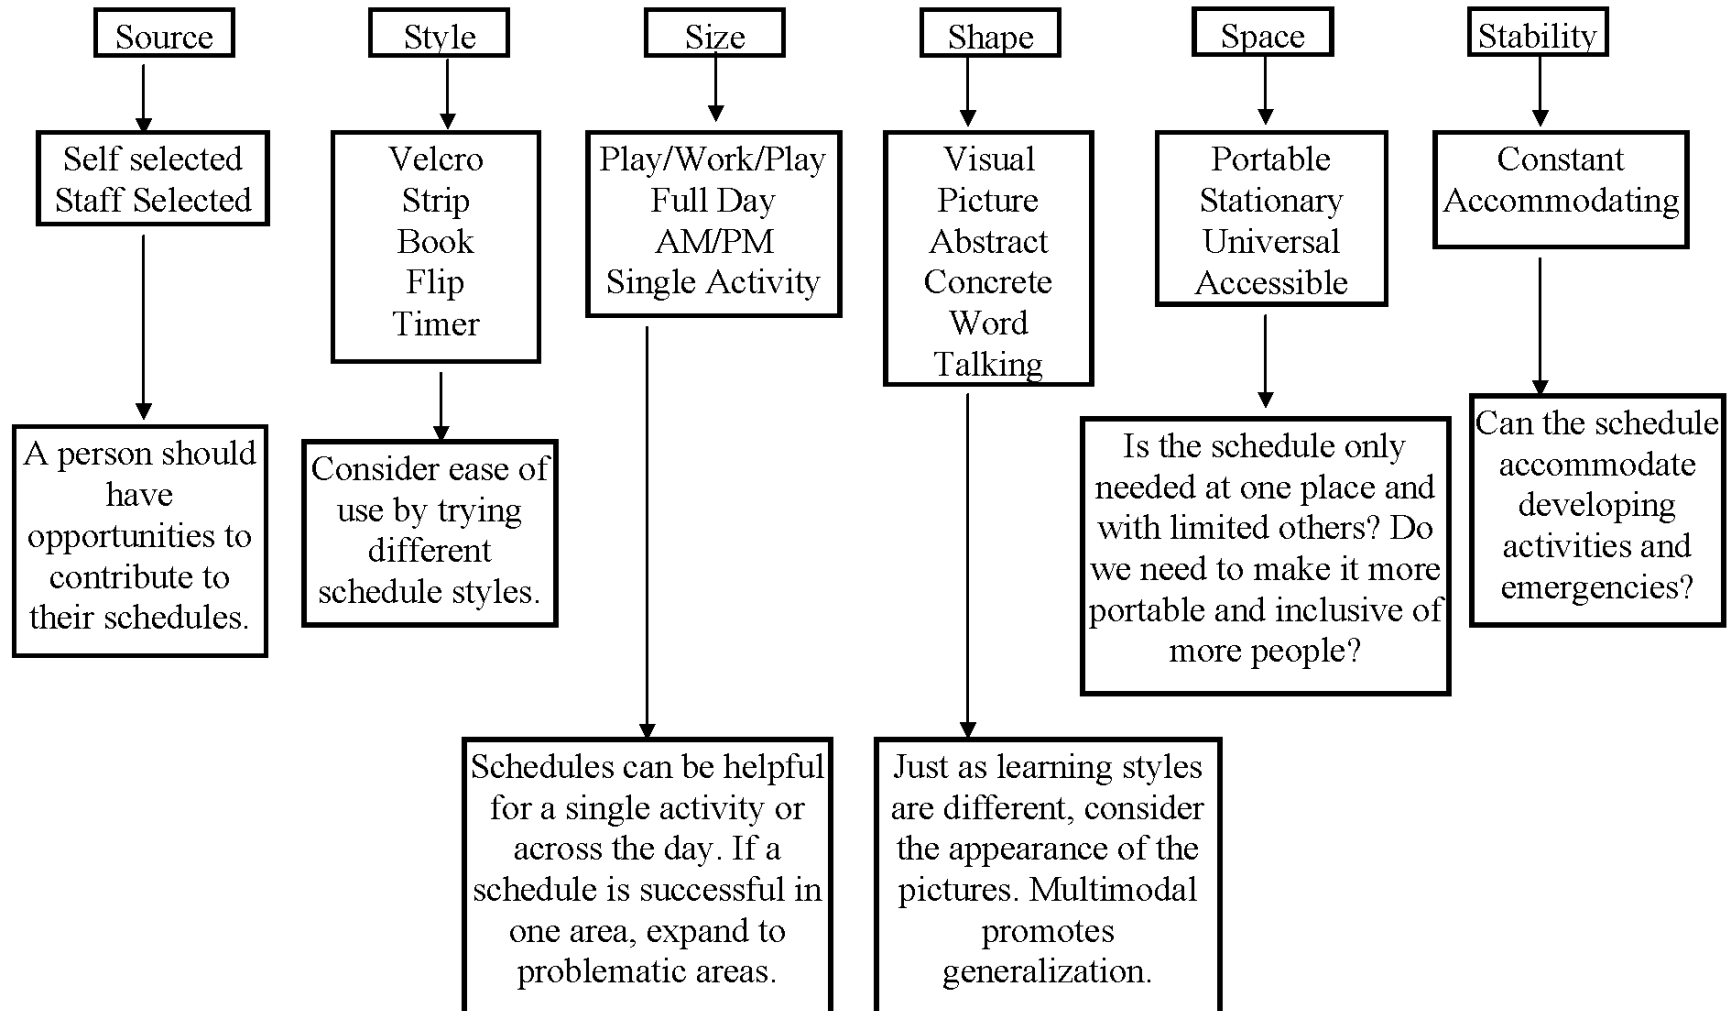 Source
Style
Size
Shape
Space
Stability
Self selected
Staff Selected
Velcro
Strip
Book
Flip
Timer
Play/Work/Play
Full Day
AM/PM
Single Activity
Visual
Picture
Abstract
Concrete
Word
Talking
Portable
Stationary
Universal
Accessible
Constant
Accommodating
A person should
have
opportunities to
contribute to
their schedules.
Consider ease of
use by trying
different
schedule styles.
Schedules can be helpful
for a single activity or
across the day. If a
schedule is successful in
one area, expand to
problematic areas.
Just as learning styles
are different, consider
the appearance of the
pictures. Multimodal
promotes
generalization.
Is the schedule only
needed at one place and
with limited others? Do
we need to make it more
portable and inclusive of
more people?
Can the schedule
accommodate
developing
activities and
emergencies?